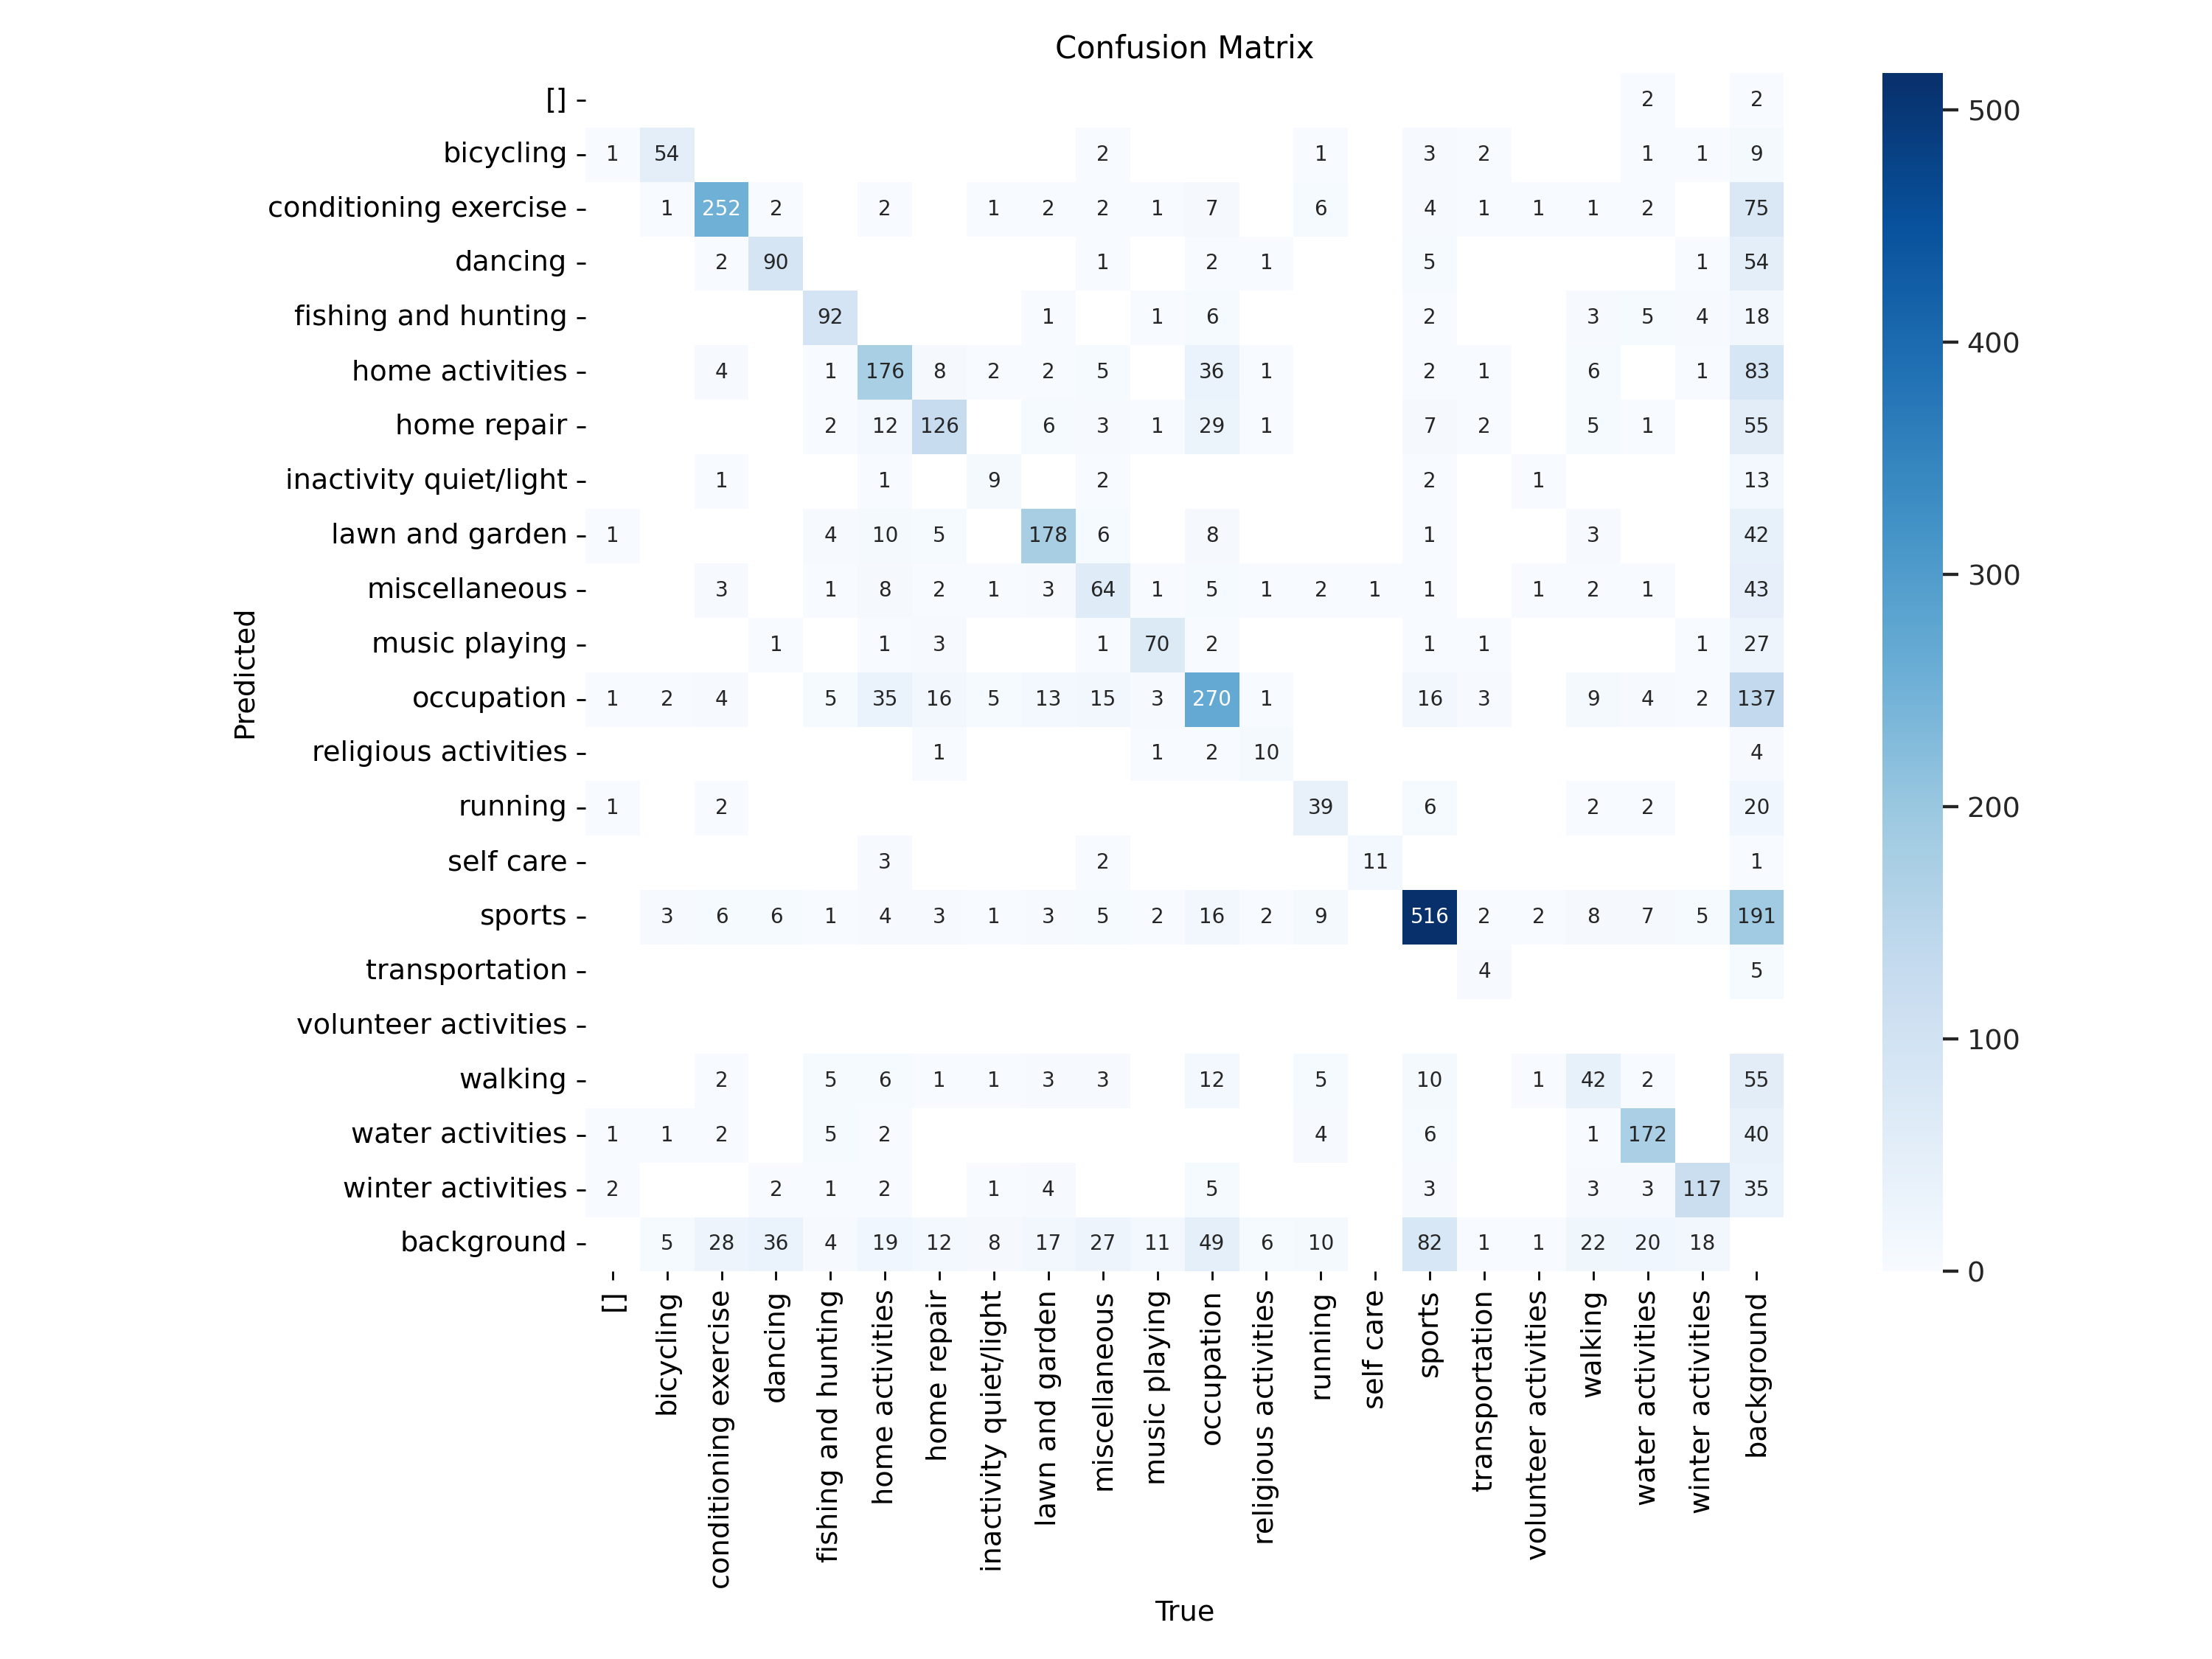 Confusion Matrix
[] 2 2
bicycling 1 54 2 1 3 2 1 1 9
conditioning exercise 1 252 2 2 1 2 2 1 7 6 4 1 1 1 2 75
dancing 2 90 1 2 1 5 1 54
fishing and hunting 92 1 1 6 2 3 5 4 18
home activities 4 1 176 8 2 2 5 36 1 2 1 6 1 83
home repair 2 12 126 6 3 1 29 1 7 2 5 1 55
inactivity quiet/light 1 1 9 2 2 1 13
lawn and garden 1 4 10 5 178 6 8 1 3 42
miscellaneous 3 1 8 2 1 3 64 1 5 1 2 1 1 1 2 1 43
music playing 1 1 3 1 70 2 1 1 1 27
occupation 1 2 4 5 35 16 5 13 15 3 270 1 16 3 9 4 2 137
religious activities 1 1 2 10 4
running 1 2 39 6 2 2 20
self care 3 2 11 1
sports 3 6 6 1 4 3 1 3 5 2 16 2 9 516 2 2 8 7 5 191
transportation 4 5
volunteer activities
walking 2 5 6 1 1 3 3 12 5 10 1 42 2 55
water activities 1 1 2 5 2 4 6 1 172 40
winter activities 2 2 1 2 1 4 5 3 3 3 117 35
background 5 28 36 4 19 12 8 17 27 11 49 6 10 82 1 1 22 20 18
Predicted
[]
bicycling
conditioning exercise
dancing
fishing and hunting
home activities
home repair
inactivity quiet/light
lawn and garden
miscellaneous
music playing
occupation
religious activities
running
self care
sports
transportation
volunteer activities
walking
water activities
winter activities
background
True
500
400
300
200
100
0